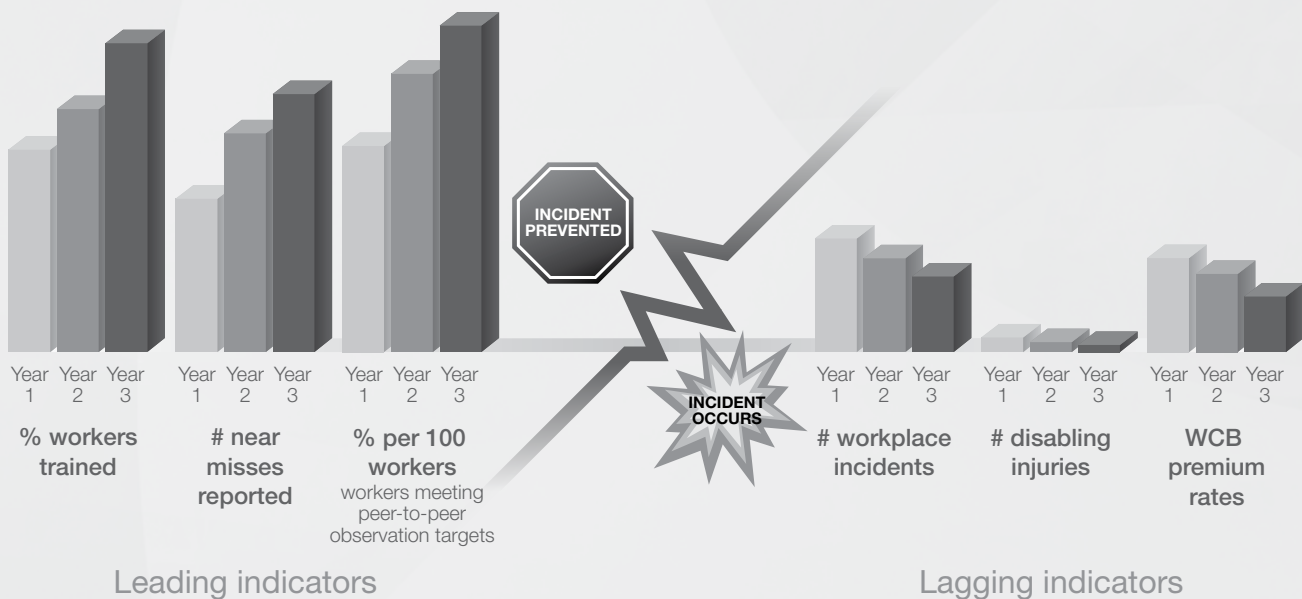 INCIDENT
PREVENTED
INCIDENT
OCCURS
Year Year Year
1 2 3
% workers
trained
Year Year Year
1 2 3
# near
misses
reported
Year Year Year
1 2 3
% per 100
workers
workers meeting
peer-to-peer
observation targets
Year Year Year
1 2 3
# workplace
incidents
Year Year Year
1 2 3
# disabling
injuries
Year Year Year
1 2 3
WCB
premium
rates
Leading indicators
Lagging indicators